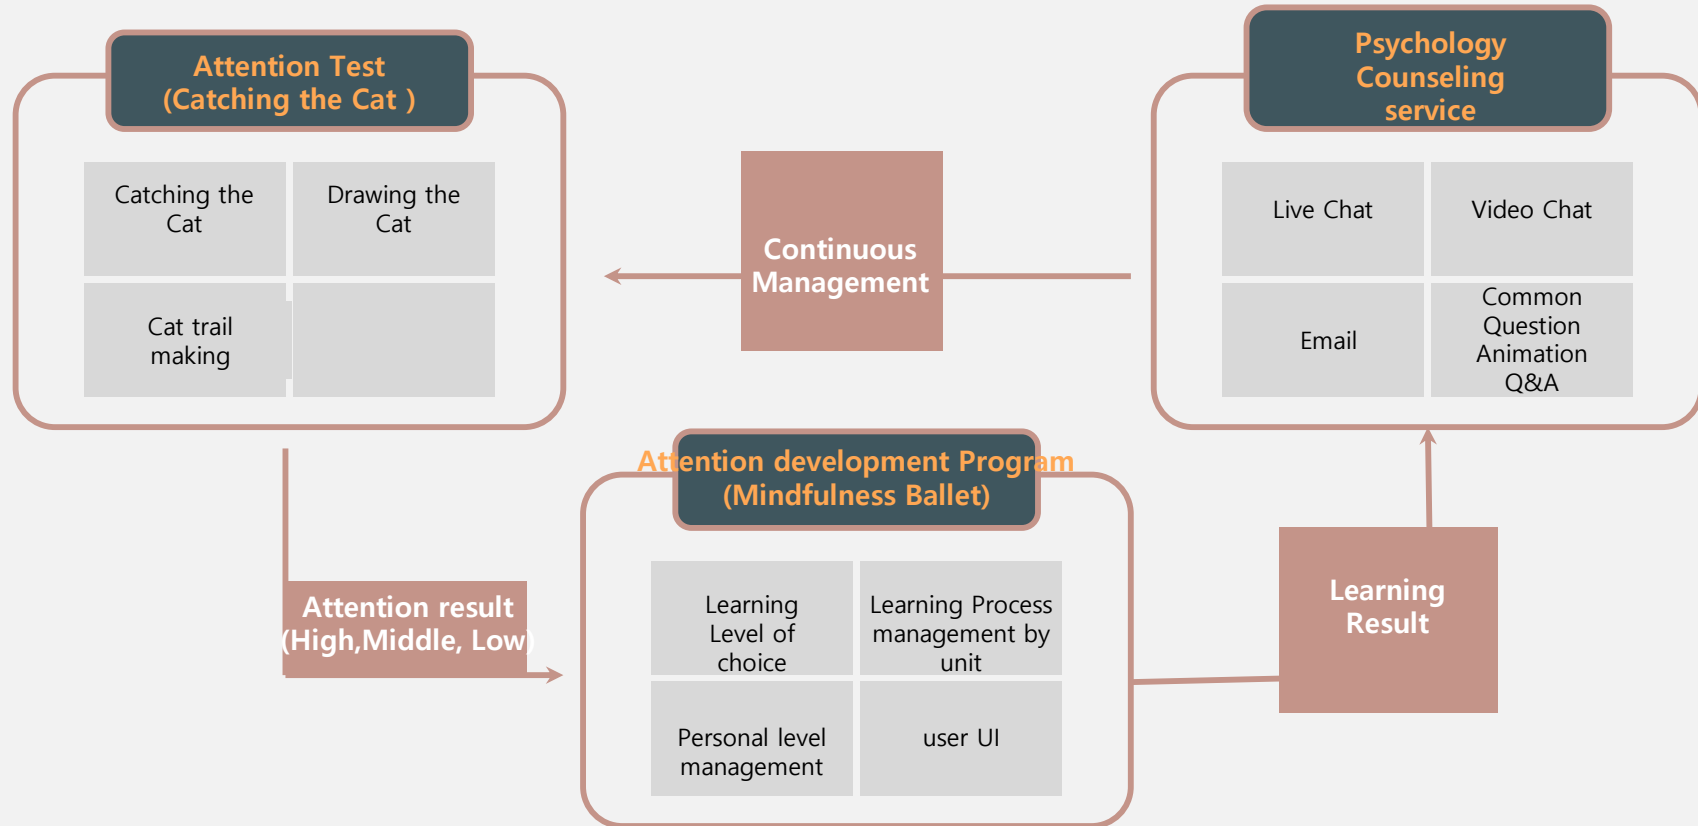 Attention Test
(Catching the Cat )
Catching the
Cat
Drawing the
Cat
Cat trail
making
Continuous
Management
Psychology
Counseling
service
Live Chat
Video Chat
Email
Common
Question
Animation
Q&A
Attention result
(High,Middle, Low)
Attention development Program
(Mindfulness Ballet)
Learning
Level of
choice
Learning Process
management by
unit
Personal level
management
user UI
Learning
Result